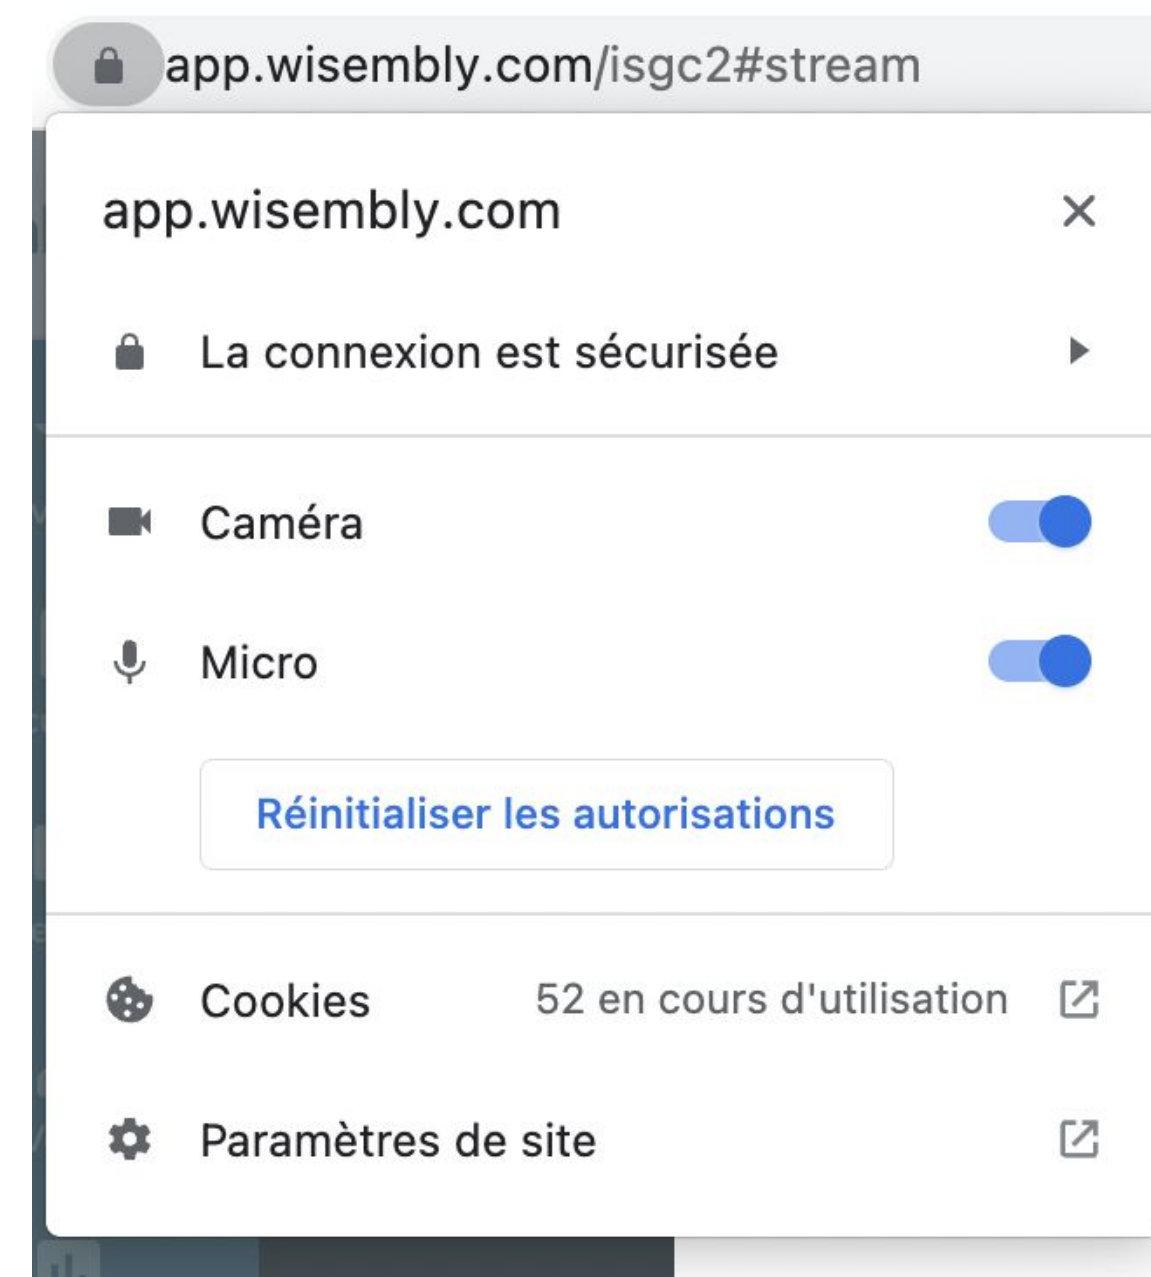 app.wisembly.com/isgc2#stream
app.wisembly.com
La connexion est sécurisée
Caméra
Micro
Réinitialiser les autorisations
Cookies 52 en cours d'utilisation
Paramètres de site